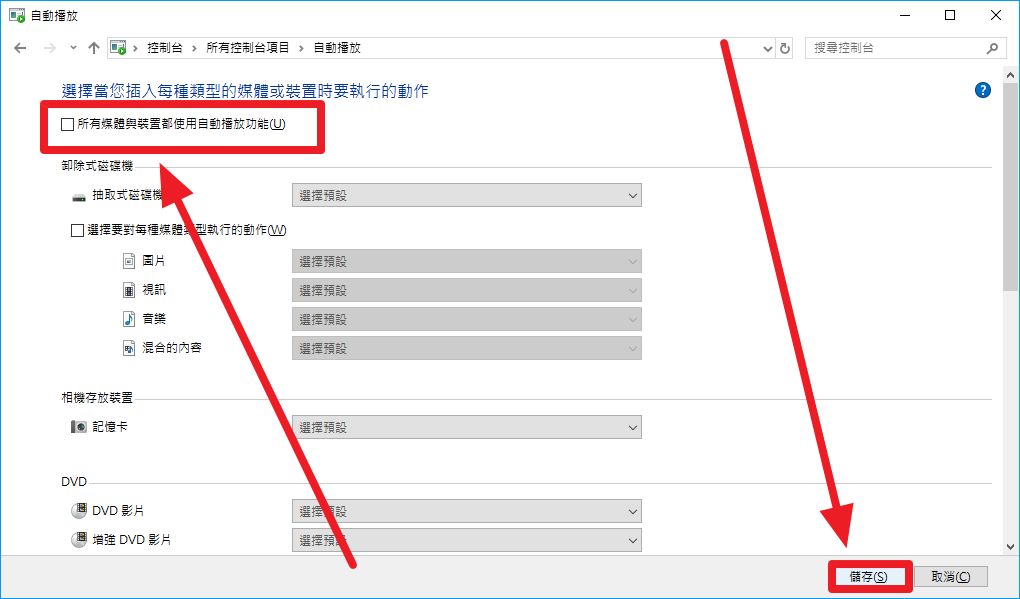 自動播放
控制台 › 所有控制台項目 › 自動播放
搜尋控制台
選擇當您插入每種類型的媒體或裝置時要執行的動作
所有媒體與裝置都使用自動播放功能(U)
卸除式磁碟機
抽取式磁碟機 選擇預設
選擇要對每種媒體類型執行的動作(W)
圖片 選擇預設
視訊 選擇預設
音樂 選擇預設
混合的內容 選擇預設
相機存放裝置
記憶卡 選擇預設
DVD
DVD 影片 選擇預設
增強 DVD 影片 選擇預設
儲存(S) 取消(C)